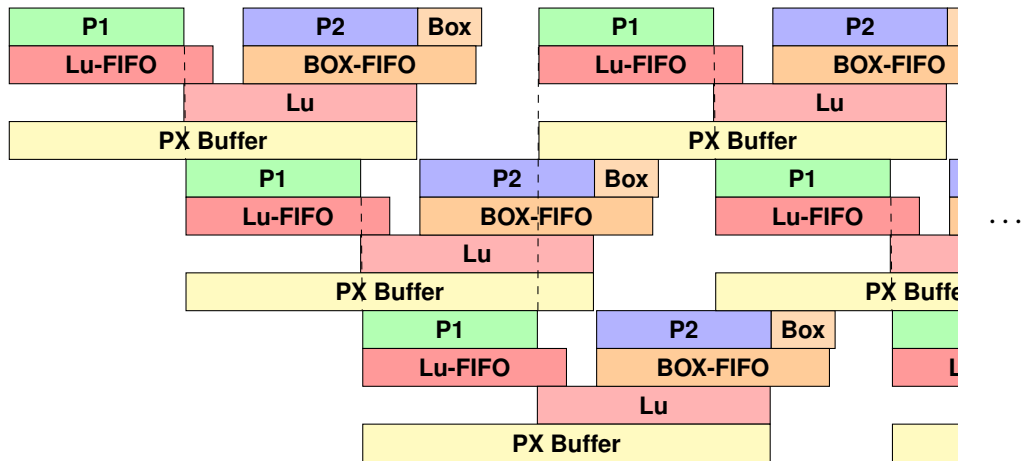 P1 P2 Box P1 P2
Lu-FIFO BOX-FIFO Lu-FIFO BOX-FIFO
Lu Lu
PX Buffer PX Buffer
P1 P2 Box P1
Lu-FIFO BOX-FIFO Lu-FIFO
...
Lu
PX Buffer PX Buffe
P1 P2 Box
Lu-FIFO BOX-FIFO L
Lu
PX Buffer